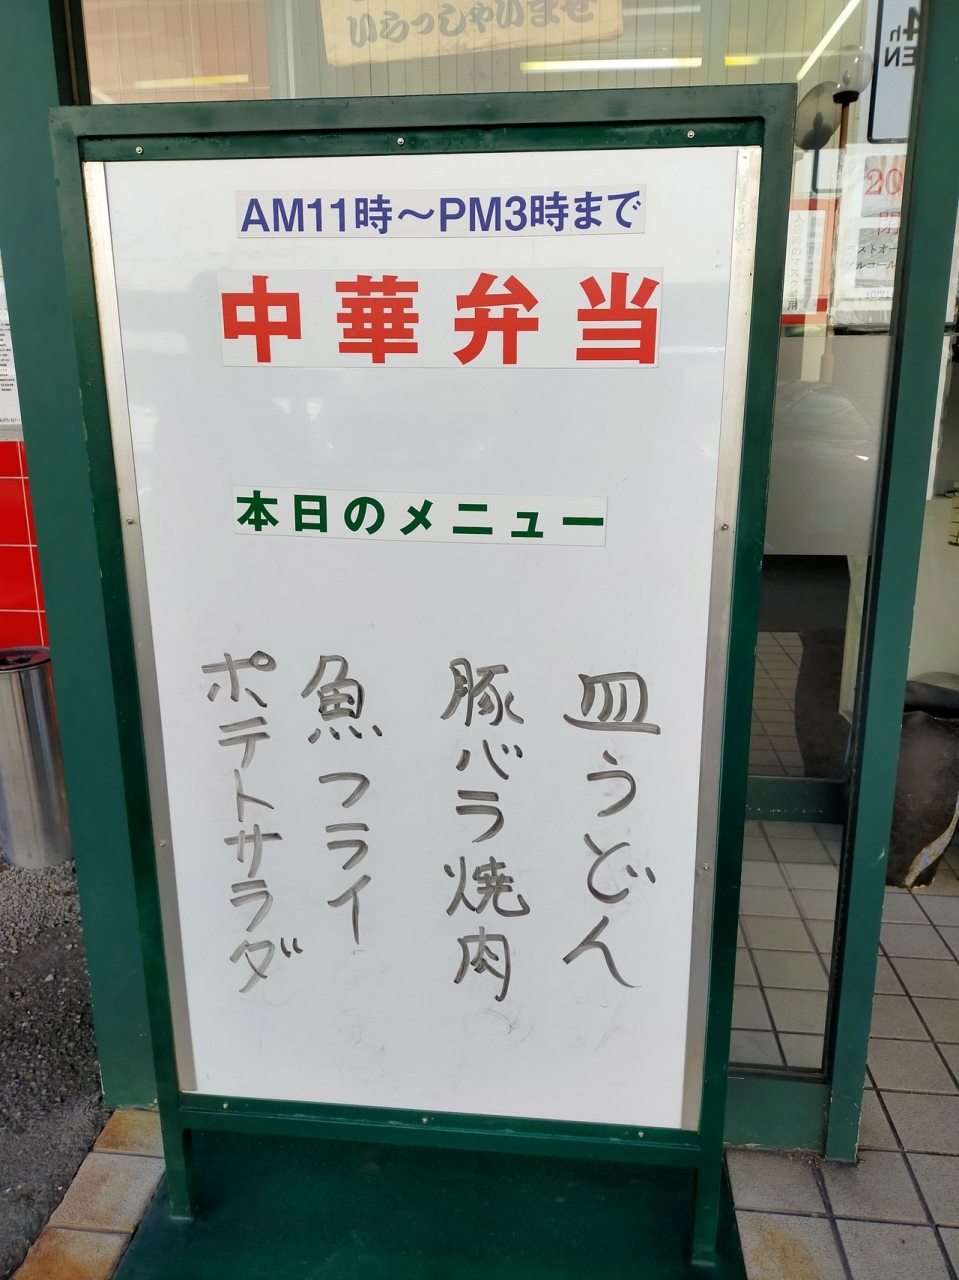 いらっしゃいませ
AM11時～PM3時まで
中華弁当
本日のメニュー
皿うどん
豚バラ焼肉
魚フライ
ポテトサラダ
20